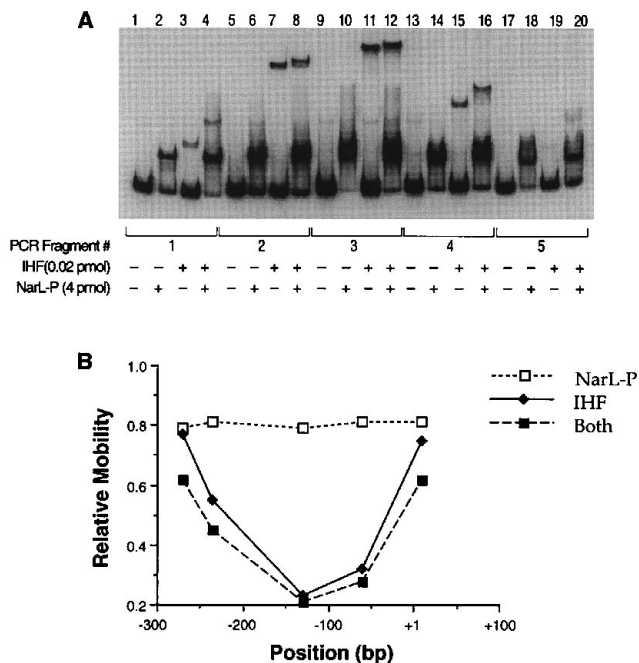 A
1 2 3 4 5 6 7 8 9 10 11 12 13 14 15 16 17 18 19 20
PCR Fragment # 1 2 3 4 5
IHF(0.02 pmol) − − + + − − + + − − + + − − + + − − + +
NarL-P (4 pmol) − + − + − + − + − + − + − + − + − + − +
B
1.0
0.8
0.6
0.4
0.2
Relative Mobility
-300 -200 -100 +1 +100
Position (bp)
NarL-P
IHF
Both